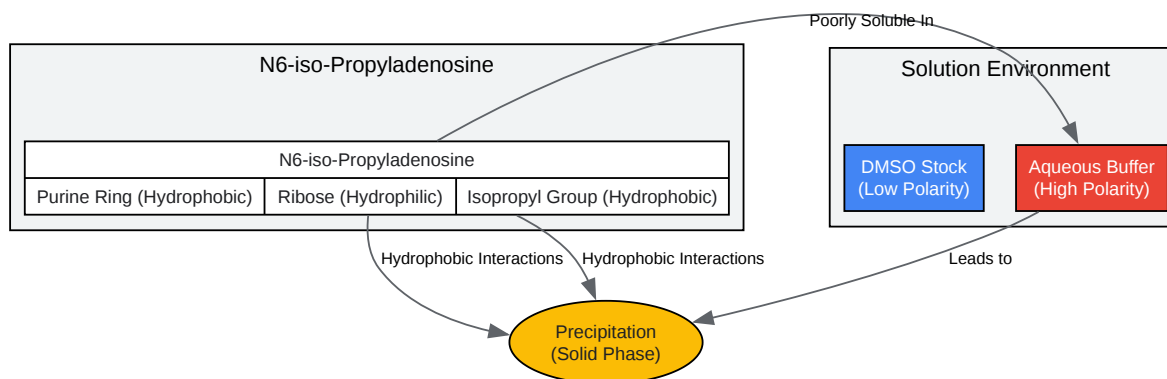 Poorly Soluble In
N6-iso-Propyladenosine
Solution Environment
N6-iso-Propyladenosine
Purine Ring (Hydrophobic)
Ribose (Hydrophilic)
Isopropyl Group (Hydrophobic)
DMSO Stock
(Low Polarity)
Aqueous Buffer
(High Polarity)
Hydrophobic Interactions
Hydrophobic Interactions
Leads to
Precipitation
(Solid Phase)